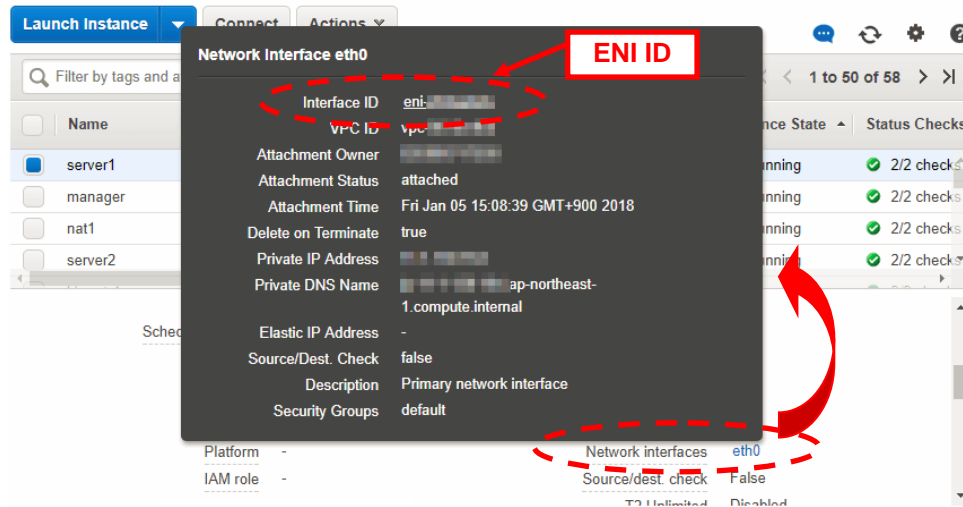 Launch Instance Connect Actions
Network Interface eth0
ENI ID
Filter by tags and a
1 to 50 of 58
Interface ID eni-
Name
nce State Status Checks
VPC ID vpc-
Attachment Owner
server1 nning 2/2 checks
Attachment Status attached
manager nning 2/2 checks
Attachment Time Fri Jan 05 15:08:39 GMT+900 2018
nat1 nning 2/2 checks
Delete on Terminate true
server2 nning 2/2 checks
Private IP Address
Private DNS Name ap-northeast-
1.compute.internal
Sched
Elastic IP Address -
Source/Dest. Check false
Description Primary network interface
Security Groups default
Platform - Network interfaces eth0
IAM role - Source/dest. check False
T2 Unlimited Disabled